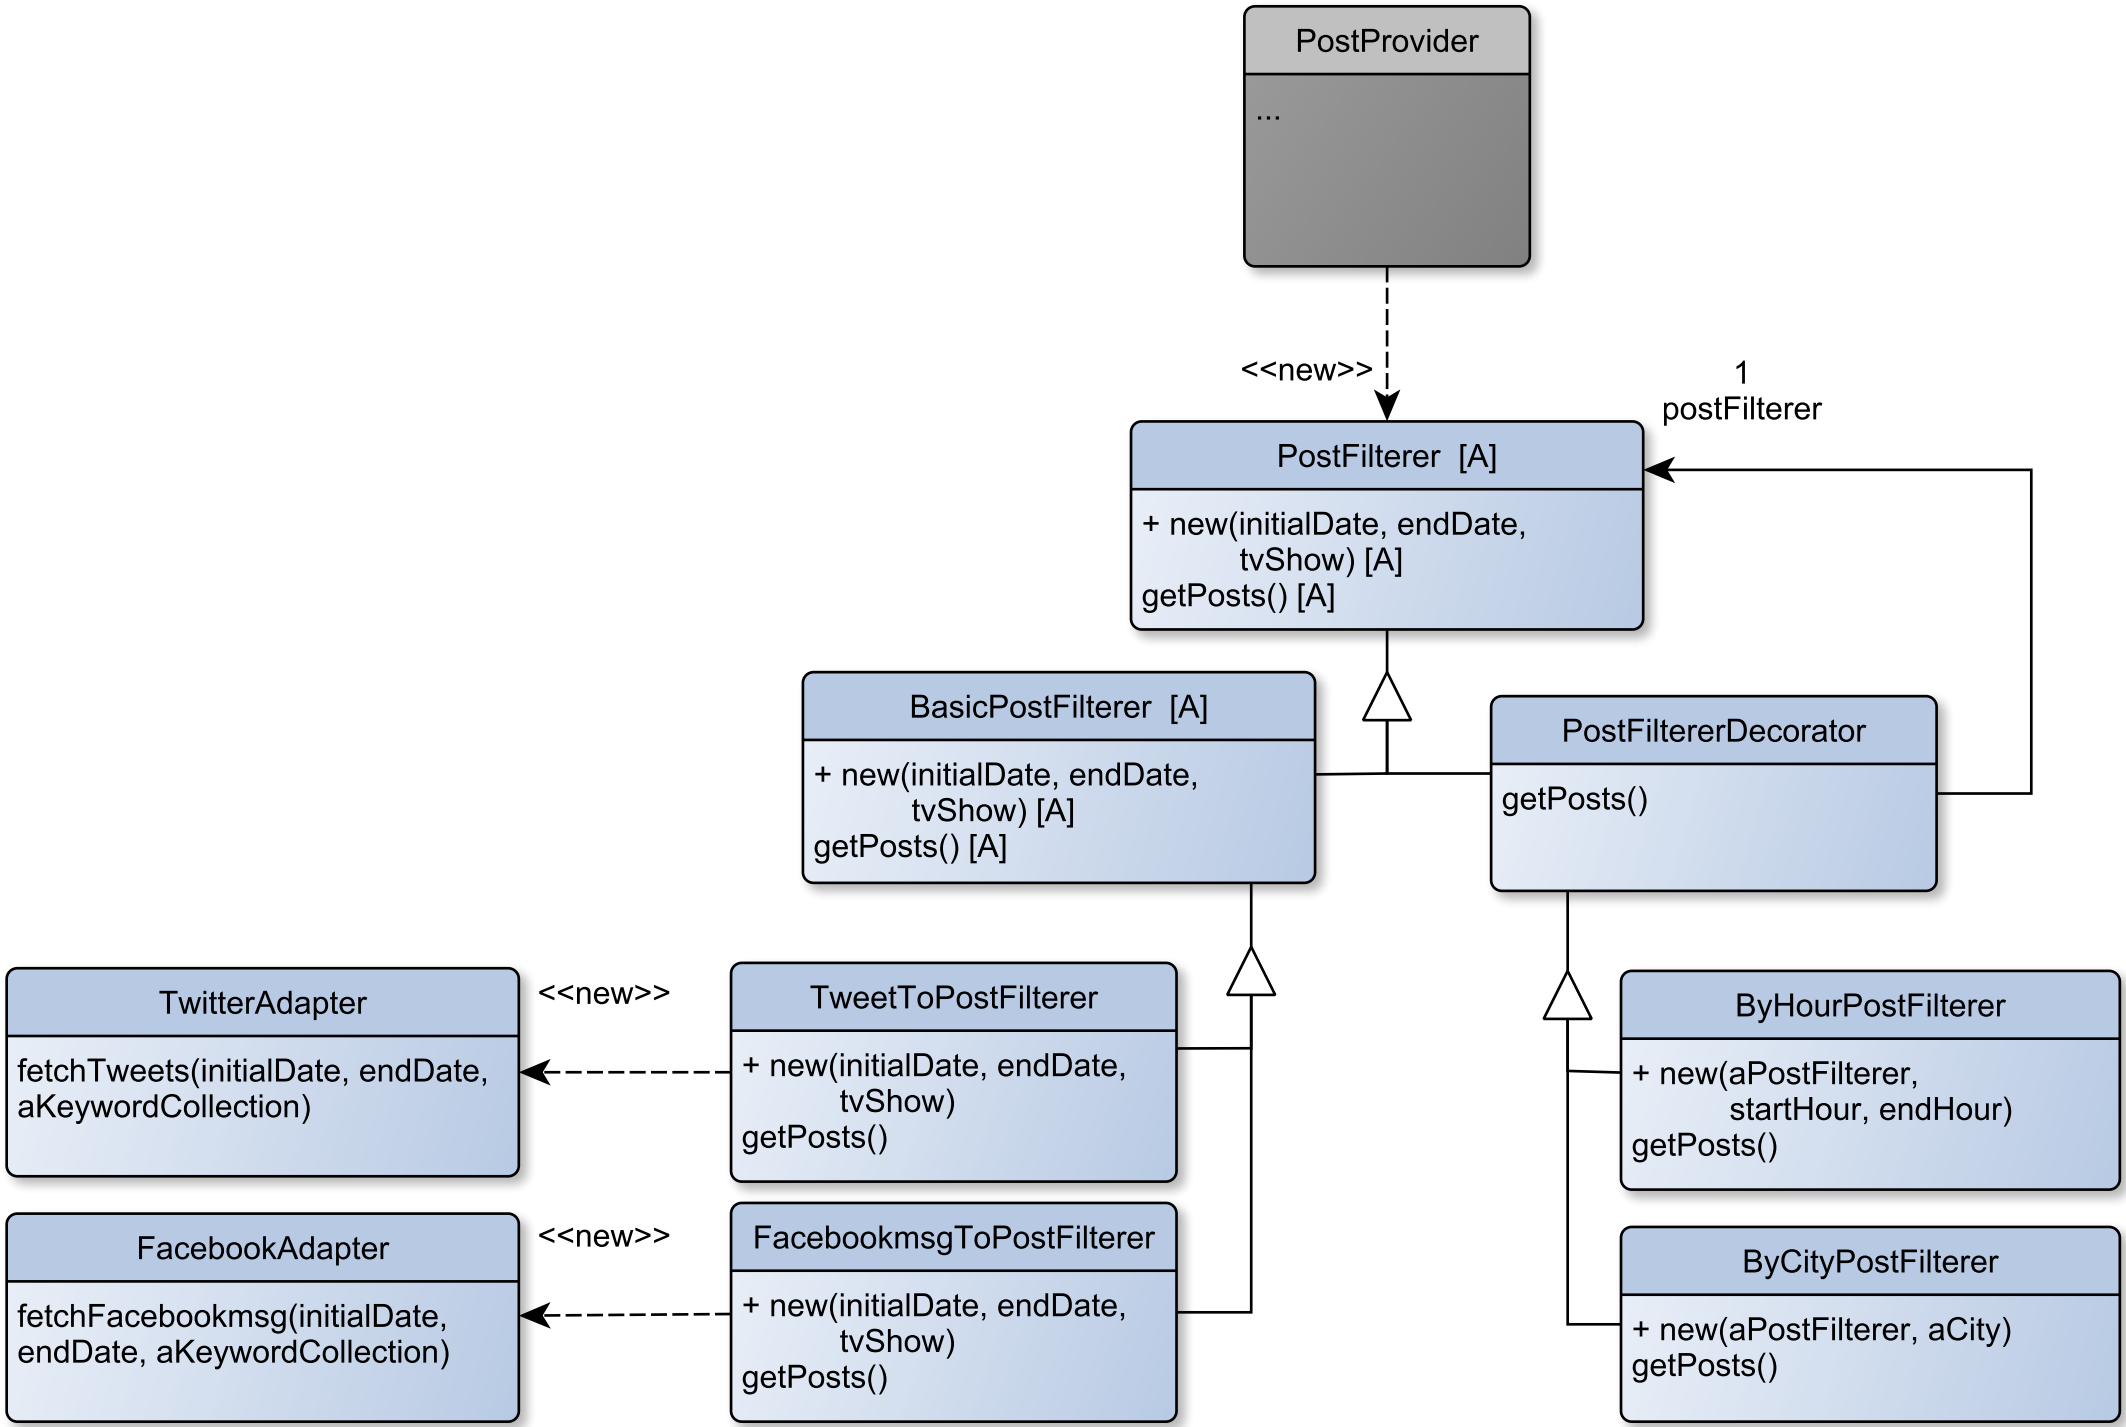 PostProvider
...
<<new>>
1
postFilterer
PostFilterer [A]
+ new(initialDate, endDate,
tvShow) [A]
getPosts() [A]
BasicPostFilterer [A]
+ new(initialDate, endDate,
tvShow) [A]
getPosts() [A]
PostFiltererDecorator
getPosts()
TwitterAdapter
fetchTweets(initialDate, endDate,
aKeywordCollection)
<<new>>
TweetToPostFilterer
+ new(initialDate, endDate,
tvShow)
getPosts()
ByHourPostFilterer
+ new(aPostFilterer,
startHour, endHour)
getPosts()
FacebookAdapter
fetchFacebookmsg(initialDate,
endDate, aKeywordCollection)
<<new>>
FacebookmsgToPostFilterer
+ new(initialDate, endDate,
tvShow)
getPosts()
ByCityPostFilterer
+ new(aPostFilterer, aCity)
getPosts()